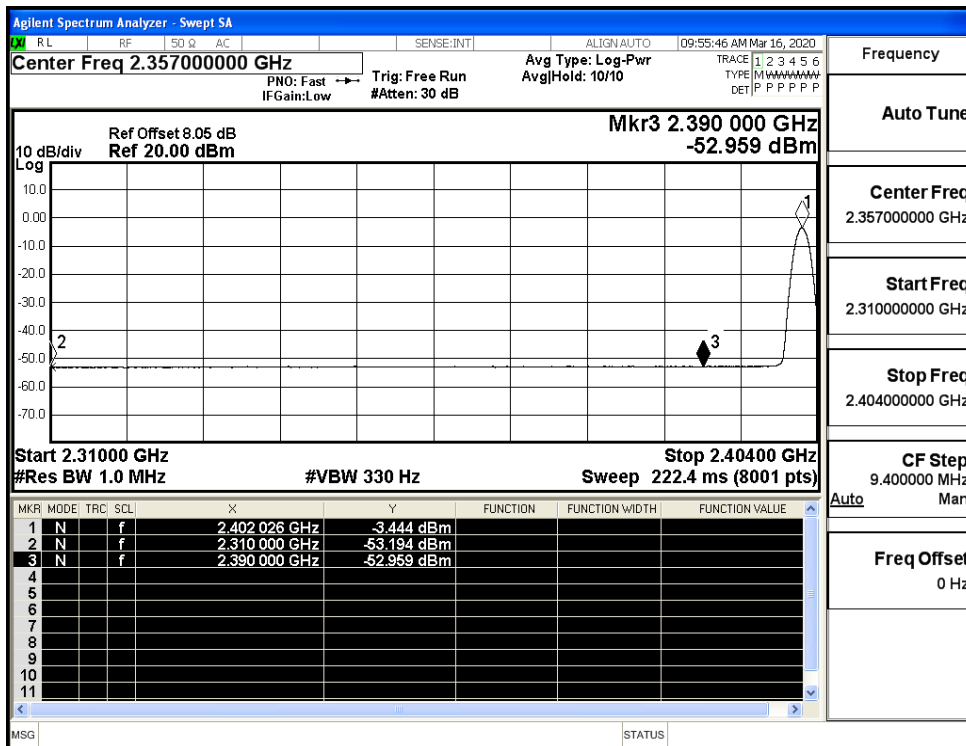 Agilent Spectrum Analyzer - Swept SA
LXI RL RF 50 Ω AC SENSE:INT ALIGNAUTO 09:55:46 AM Mar 16, 2020
Center Freq 2.357000000 GHz
PNO: Fast
IFGain:Low
Trig: Free Run
#Atten: 30 dB
Avg Type: Log-Pwr
Avg|Hold: 10/10
TRACE 1 2 3 4 5 6
TYPE M WWWWW
DET P P P P P P
Ref Offset 8.05 dB
10 dB/div Ref 20.00 dBm
Log
Mkr3 2.390 000 GHz
-52.959 dBm
10.0
0.00
-10.0
-20.0
-30.0
-40.0
-50.0
-60.0
-70.0
1
2
3
Start 2.31000 GHz Stop 2.40400 GHz
#Res BW 1.0 MHz #VBW 330 Hz Sweep 222.4 ms (8001 pts)
MKR MODE TRC SCL X Y FUNCTION FUNCTION WIDTH FUNCTION VALUE
1 N f 2.402 026 GHz -3.444 dBm
2 N f 2.310 000 GHz -53.194 dBm
3 N f 2.390 000 GHz -52.959 dBm
4
5
6
7
8
9
10
11
MSG STATUS
Frequency
Auto Tune
Center Freq
2.357000000 GHz
Start Freq
2.310000000 GHz
Stop Freq
2.404000000 GHz
CF Step
9.400000 MHz
Auto Man
Freq Offset
0 Hz